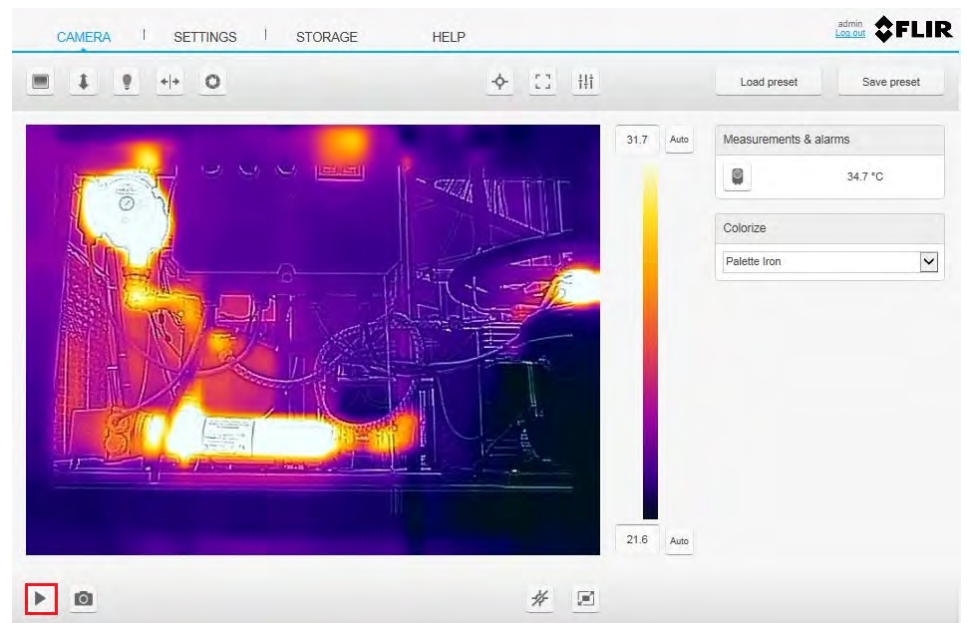 CAMERA | SETTINGS | STORAGE HELP
admin
Log out
FLIR
Load preset Save preset
31.7 Auto
Measurements & alarms
34.7 °C
Colorize
Palette Iron
21.6 Auto